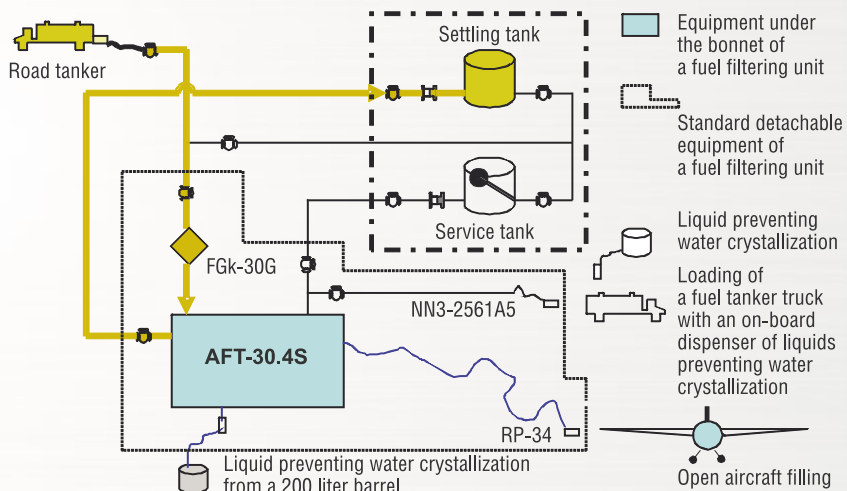 Road tanker
Settling tank
Service tank
FGk-30G
NN3-2561A5
AFT-30.4S
RP-34
Liquid preventing water crystallization
from a 200 liter barrel
Equipment under
the bonnet of
a fuel filtering unit
Standard detachable
equipment of
a fuel filtering unit
Liquid preventing
water crystallization
Loading of
a fuel tanker truck
with an on-board
dispenser of liquids
preventing water
crystallization
Open aircraft filling